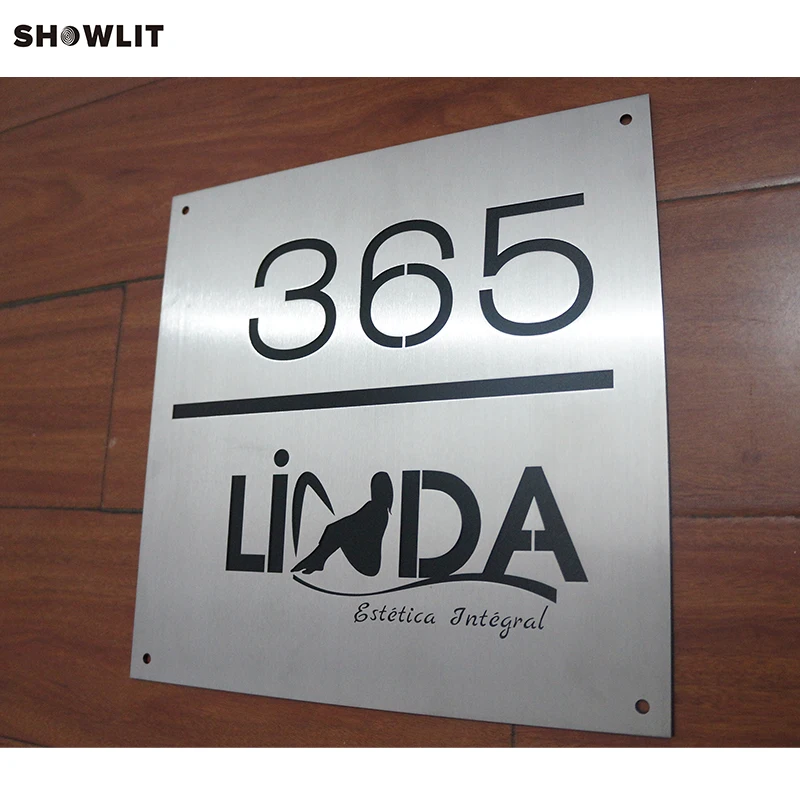 SHOWLIT
365
LiNDA
Estética Intégral